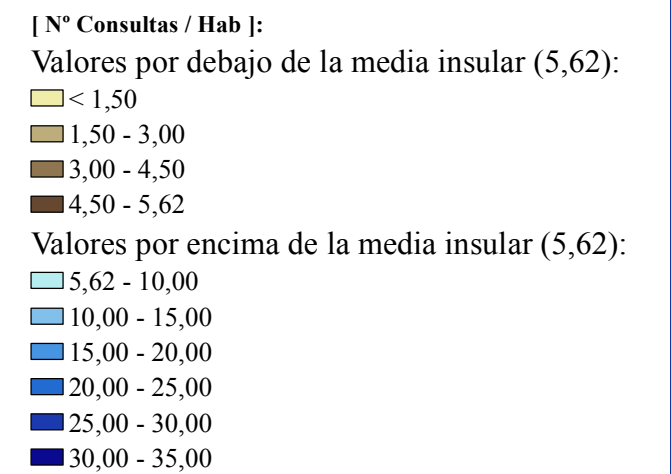 [ Nº Consultas / Hab ]:
Valores por debajo de la media insular (5,62):
< 1,50
1,50 - 3,00
3,00 - 4,50
4,50 - 5,62
Valores por encima de la media insular (5,62):
5,62 - 10,00
10,00 - 15,00
15,00 - 20,00
20,00 - 25,00
25,00 - 30,00
30,00 - 35,00